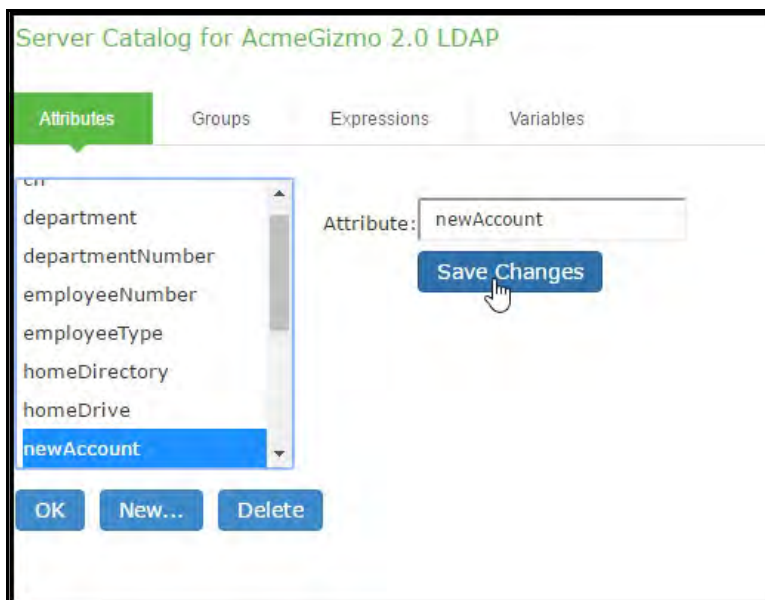 Server Catalog for AcmeGizmo 2.0 LDAP
Attributes Groups Expressions Variables
cn
department
departmentNumber
employeeNumber
employeeType
homeDirectory
homeDrive
newAccount
Attribute: newAccount
Save Changes
OK New... Delete